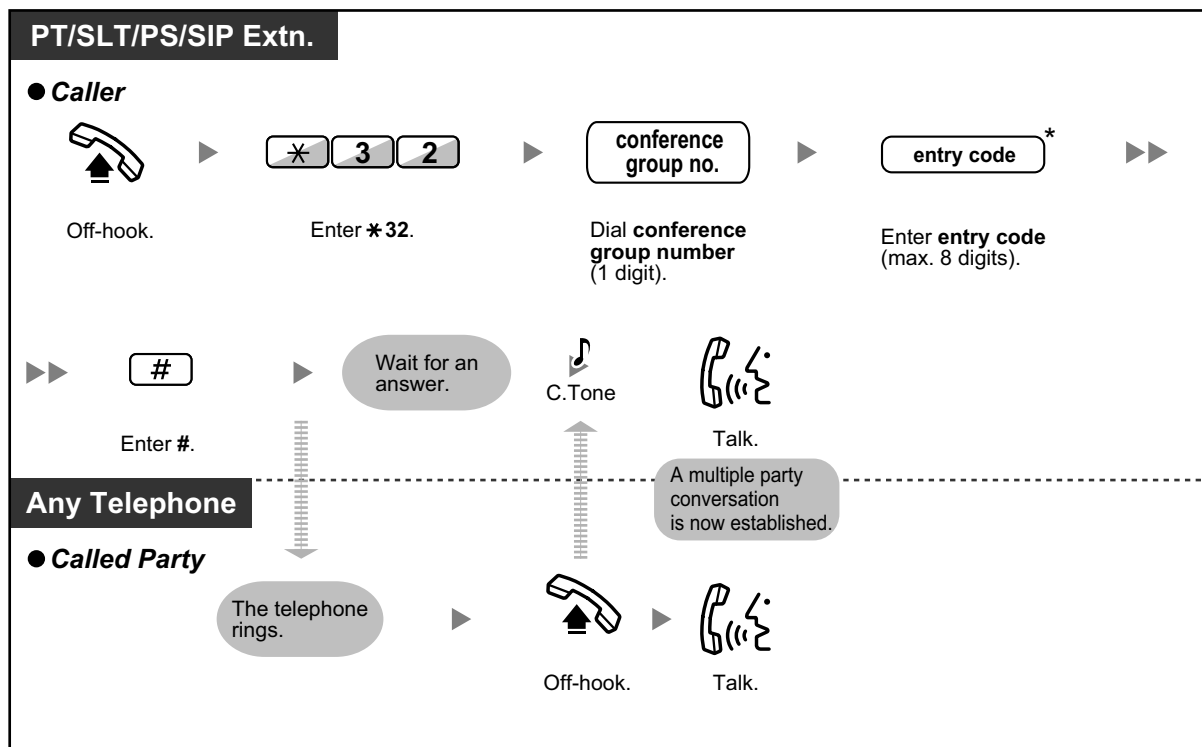 PT/SLT/PS/SIP Extn.
● Caller
* 3 2
conference
group no.
entry code*
Off-hook.
Enter *32.
Dial conference
group number
(1 digit).
Enter entry code
(max. 8 digits).
#
Wait for an
answer.
C.Tone
Enter #.
Talk.
A multiple party
conversation
is now established.
Any Telephone
● Called Party
The telephone
rings.
Off-hook.
Talk.